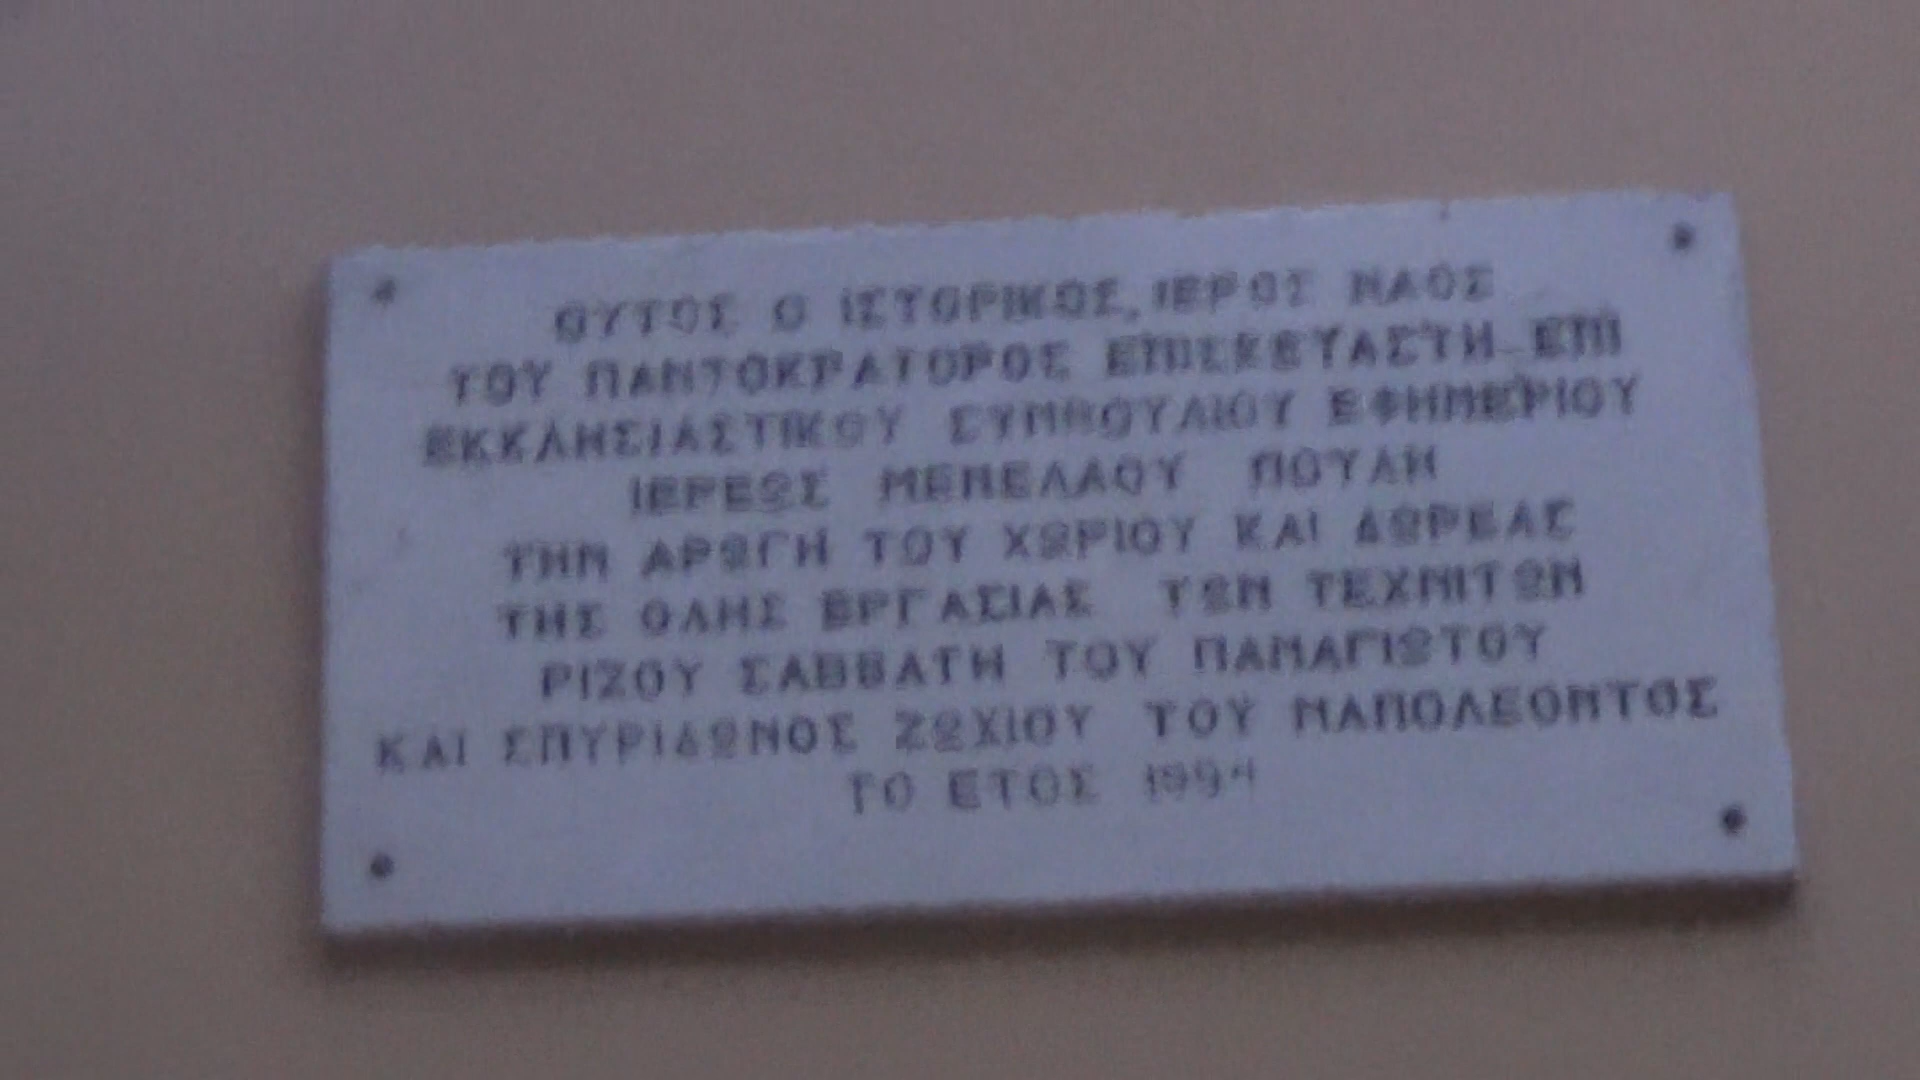 ΟΥΤΟΣ Ο ΙΣΤΟΡΙΚΟΣ, ΙΕΡΟΣ ΝΑΟΣ
ΤΟΥ ΠΑΝΤΟΚΡΑΤΟΡΟΣ ΕΠΙΣΚΕΥΑΣΤΗ ΕΠΙ
ΕΚΚΛΗΣΙΑΣΤΙΚΟΥ ΣΥΜΒΟΥΛΙΟΥ ΕΦΗΜΕΡΙΟΥ
ΙΕΡΕΩΣ ΜΕΝΕΛΑΟΥ ΠΟΥΛΗ
ΤΗΝ ΑΡΩΓΗ ΤΟΥ ΧΩΡΙΟΥ ΚΑΙ ΔΩΡΕΑΣ
ΤΗΣ ΟΛΗΣ ΕΡΓΑΣΙΑΣ ΤΩΝ ΤΕΧΝΙΤΩΝ
ΡΙΖΟΥ ΣΑΒΒΑΤΗ ΤΟΥ ΠΑΝΑΓΙΩΤΟΥ
ΚΑΙ ΣΠΥΡΙΔΩΝΟΣ ΖΩΧΙΟΥ ΤΟΥ ΝΑΠΟΛΕΟΝΤΟΣ
ΤΟ ΕΤΟΣ 1994